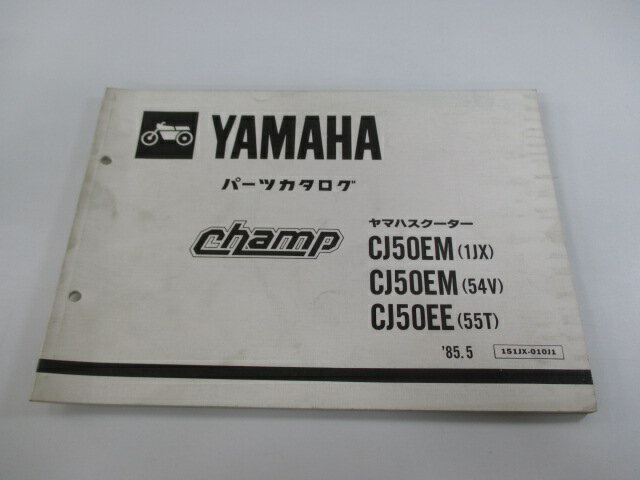 YAMAHA
パーツカタログ
champ
ヤマハスクーター
CJ50EM(1JX)
CJ50EM(54V)
CJ50EE(55T)
'85.5 151JX-010J1